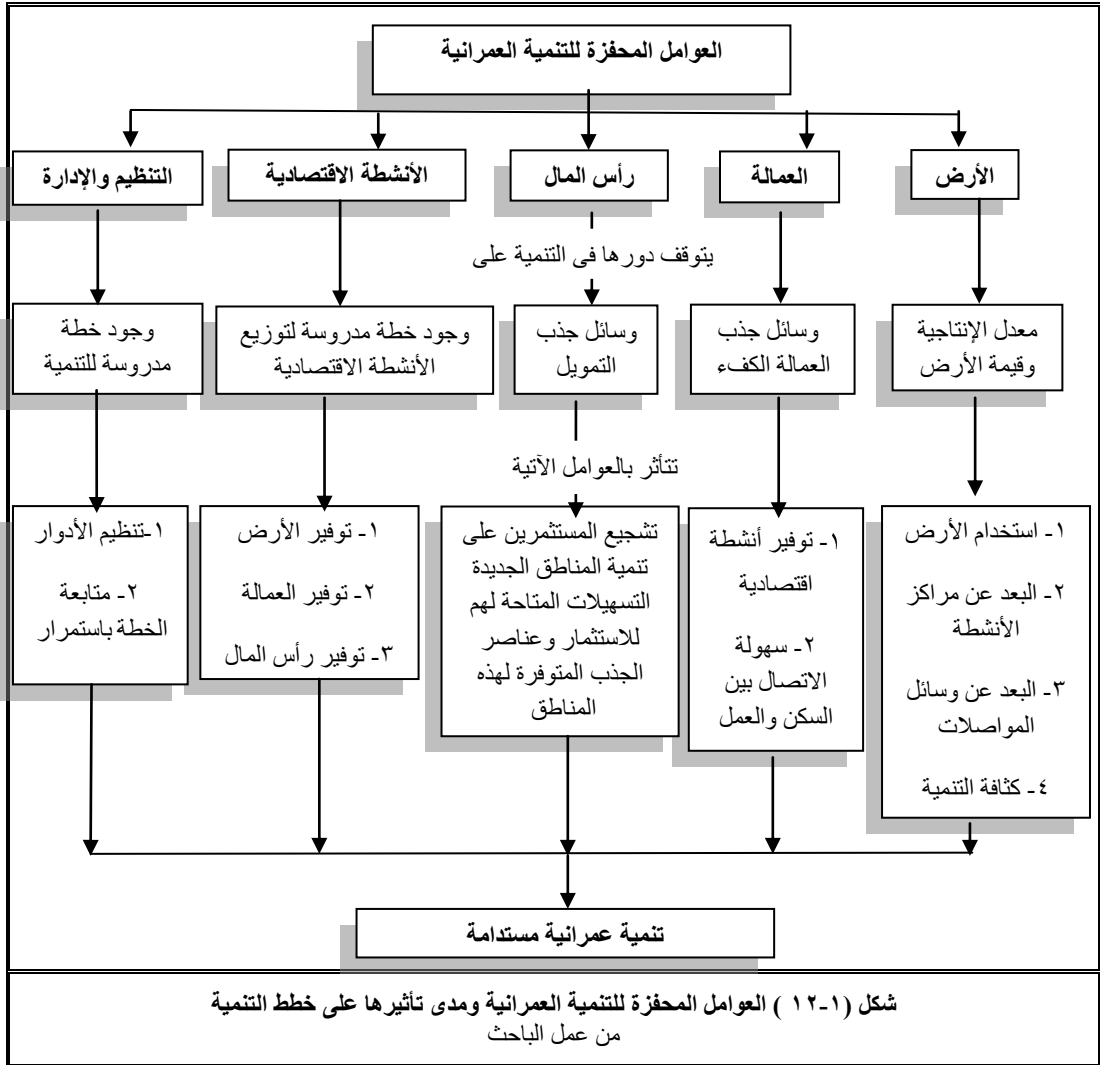 العوامل المحفزة للتنمية العمرانية
الأرض
العمالة
رأس المال
الأنشطة الاقتصادية
التنظيم والإدارة
يتوقف دورها فى التنمية على
معدل الإنتاجية
وقيمة الأرض
وسائل جذب
العمالة الكفء
وسائل جذب
التمويل
وجود خطة مدروسة لتوزيع
الأنشطة الاقتصادية
وجود خطة
مدروسة للتنمية
تتأثر بالعوامل الآتية
١- استخدام الأرض
٢- البعد عن مراكز
الأنشطة
٣- البعد عن وسائل
المواصلات
٤- كثافة التنمية
١- توفير أنشطة
اقتصادية
٢- سهولة
الاتصال بين
السكن والعمل
تشجيع المستثمرين على
تنمية المناطق الجديدة
التسهيلات المتاحة لهم
للاستثمار وعناصر
الجذب المتوفرة لهذه
المناطق
١- توفير الأرض
٢- توفير العمالة
٣- توفير رأس المال
١-تنظيم الأدوار
٢- متابعة
الخطة باستمرار
تنمية عمرانية مستدامة
شكل (١-١٢ ) العوامل المحفزة للتنمية العمرانية ومدى تأثيرها على خطط التنمية
من عمل الباحث